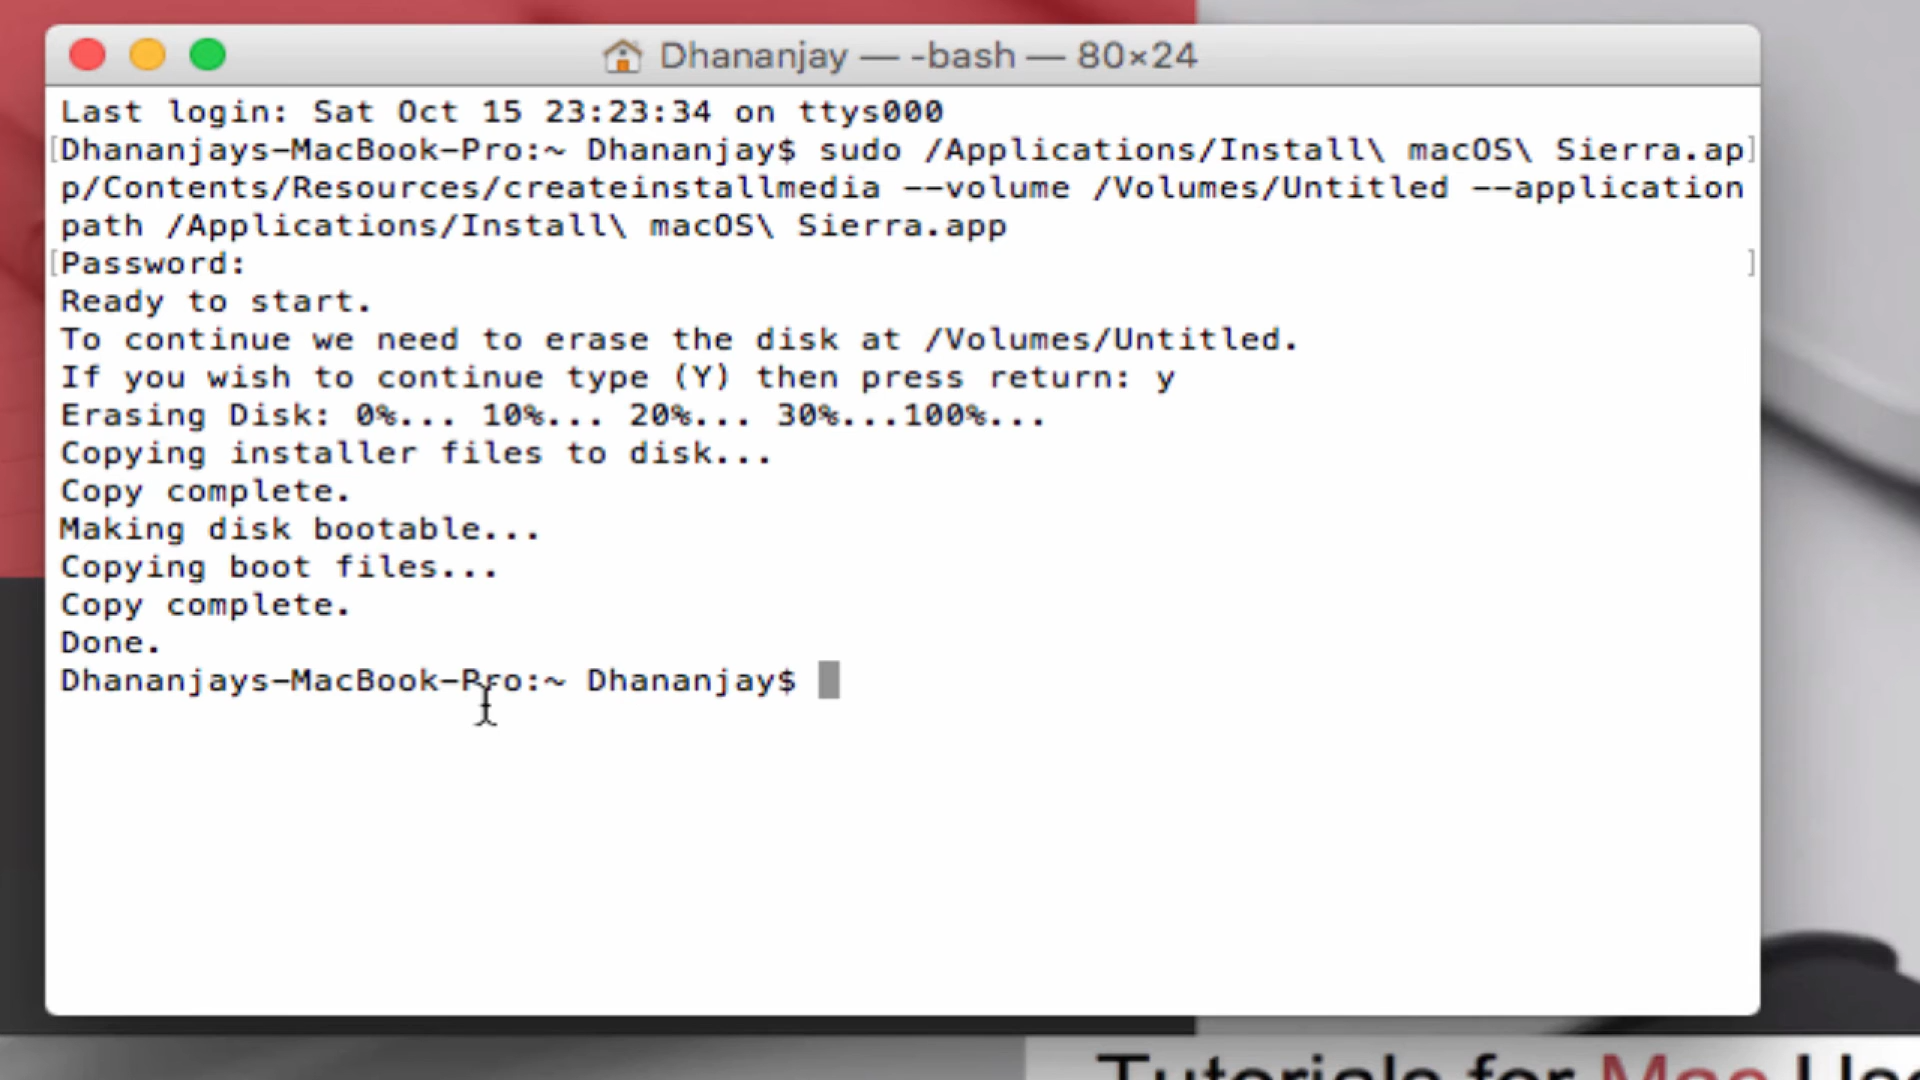 Dhananjay — -bash — 80×24
Last login: Sat Oct 15 23:23:34 on ttys000
[Dhananjays-MacBook-Pro:~ Dhananjay$ sudo /Applications/Install\ macOS\ Sierra.ap]
p/Contents/Resources/createinstallmedia --volume /Volumes/Untitled --application
path /Applications/Install\ macOS\ Sierra.app
[Password: ]
Ready to start.
To continue we need to erase the disk at /Volumes/Untitled.
If you wish to continue type (Y) then press return: y
Erasing Disk: 0%... 10%... 20%... 30%...100%...
Copying installer files to disk...
Copy complete.
Making disk bootable...
Copying boot files...
Copy complete.
Done.
Dhananjays-MacBook-Pro:~ Dhananjay$
Tutorials for Mac